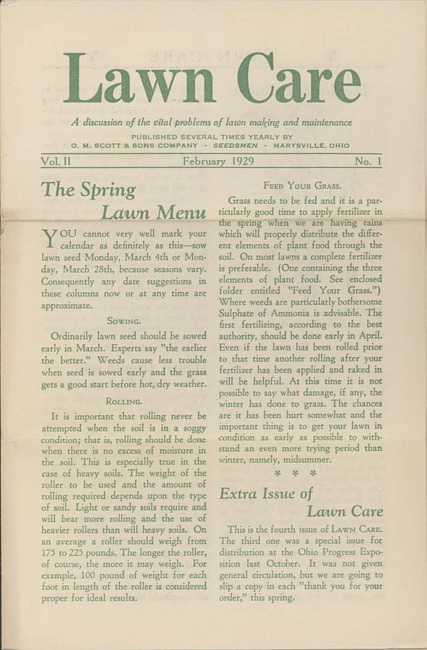 Lawn Care
A discussion of the vital problems of lawn making and maintenance
PUBLISHED SEVERAL TIMES YEARLY BY
O. M. SCOTT & SONS COMPANY - SEEDSMEN - MARYSVILLE, OHIO
Vol. II February 1929 No. 1
The Spring
Lawn Menu
YOU cannot very well mark your
calendar as definitely as this—sow
lawn seed Monday, March 4th or Mon-
day, March 28th, because seasons vary.
Consequently any date suggestions in
these columns now or at any time are
approximate.
SOWING.
Ordinarily lawn seed should be sowed
early in March. Experts say "the earlier
the better." Weeds cause less trouble
when seed is sowed early and the grass
gets a good start before hot, dry weather.
ROLLING.
It is important that rolling never be
attempted when the soil is in a soggy
condition; that is, rolling should be done
when there is no excess of moisture in
the soil. This is especially true in the
case of heavy soils. The weight of the
roller to be used and the amount of
rolling required depends upon the type
of soil. Light or sandy soils require and
will bear more rolling and the use of
heavier rollers than will heavy soils. On
an average a roller should weigh from
175 to 225 pounds. The longer the roller,
of course, the more it may weigh. For
example, 100 pound of weight for each
foot in length of the roller is considered
proper for ideal results.
FEED YOUR GRASS.
Grass needs to be fed and it is a par-
ticularly good time to apply fertilizer in
the spring when we are having rains
which will properly distribute the differ-
ent elements of plant food through the
soil. On most lawns a complete fertilizer
is preferable. (One containing the three
elements of plant food. See enclosed
folder entitled "Feed Your Grass.")
Where weeds are particularly bothersome
Sulphate of Ammonia is advisable. The
first fertilizing, according to the best
authority, should be done early in April.
Even if the lawn has been rolled prior
to that time another rolling after your
fertilizer has been applied and raked in
will be helpful. At this time it is not
possible to say what damage, if any, the
winter has done to grass. The chances
are it has been hurt somewhat and the
important thing is to get your lawn in
condition as early as possible to with-
stand an even more trying period than
winter, namely, midsummer.
* * *
Extra Issue of
Lawn Care
This is the fourth issue of LAWN CARE.
The third one was a special issue for
distribution at the Ohio Progress Expo-
sition last October. It was not given
general circulation, but we are going to
slip a copy in each "thank you for your
order," this spring.